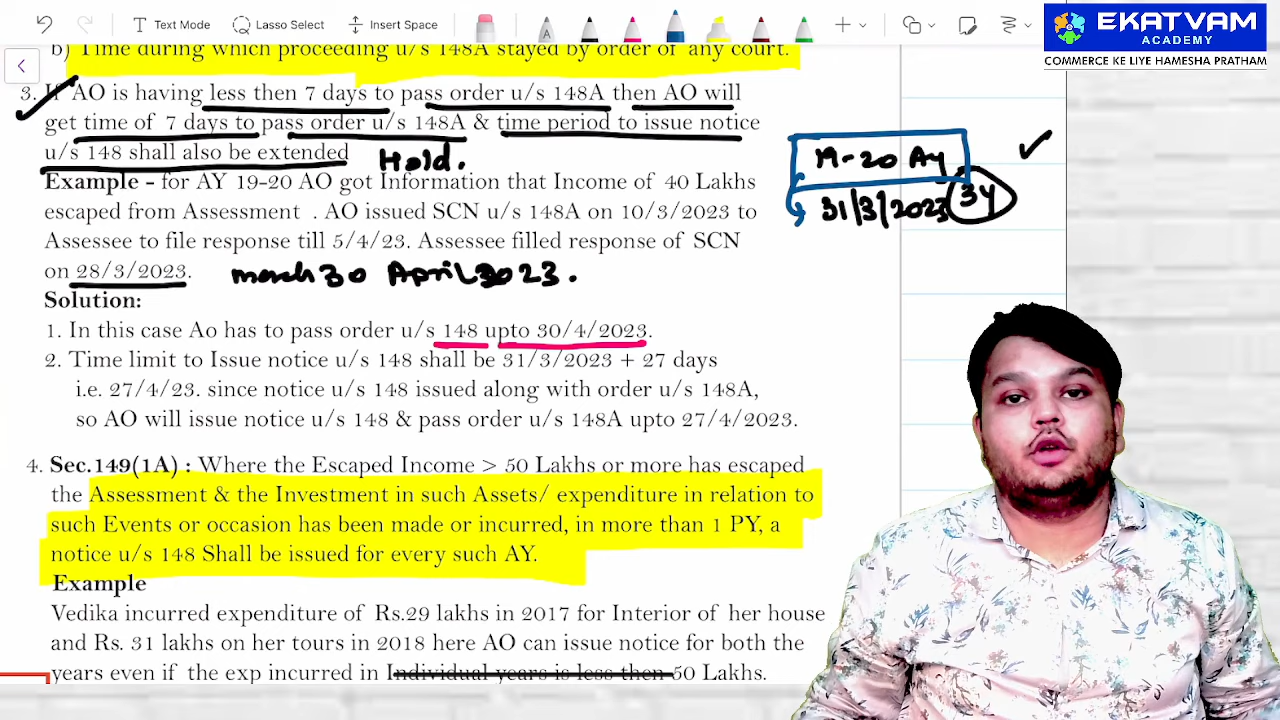 Text Mode Lasso Select Insert Space
EKATVAM
ACADEMY
COMMERCE KE LIYE HAMESHA PRATHAM
b) Time during which proceeding u/s 148A stayed by order of any court.
3. If AO is having less then 7 days to pass order u/s 148A then AO will
get time of 7 days to pass order u/s 148A & time period to issue notice
u/s 148 shall also be extended Hold.
19-20 Ay
31/3/2023 3Y
Example - for AY 19-20 AO got Information that Income of 40 Lakhs
escaped from Assessment . AO issued SCN u/s 148A on 10/3/2023 to
Assessee to file response till 5/4/23. Assessee filled response of SCN
on 28/3/2023. march 30 April 2023.
Solution:
1. In this case Ao has to pass order u/s 148 upto 30/4/2023.
2. Time limit to Issue notice u/s 148 shall be 31/3/2023 + 27 days
i.e. 27/4/23. since notice u/s 148 issued along with order u/s 148A,
so AO will issue notice u/s 148 & pass order u/s 148A upto 27/4/2023.
4. Sec.149(1A) : Where the Escaped Income > 50 Lakhs or more has escaped
the Assessment & the Investment in such Assets/ expenditure in relation to
such Events or occasion has been made or incurred, in more than 1 PY, a
notice u/s 148 Shall be issued for every such AY.
Example
Vedika incurred expenditure of Rs.29 lakhs in 2017 for Interior of her house
and Rs. 31 lakhs on her tours in 2018 here AO can issue notice for both the
years even if the exp incurred in Individual years is less then 50 Lakhs.